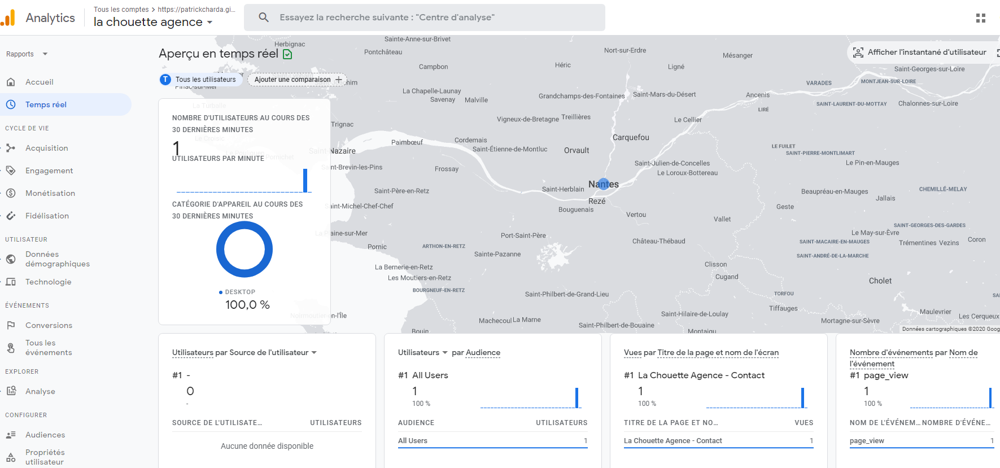 Analytics
Tous les comptes > https://patrickcharda.gi...
la chouette agence
Essayez la recherche suivante : "Centre d'analyse"
Rapports
Accueil
Temps réel
CYCLE DE VIE
Acquisition
Engagement
Monétisation
Fidélisation
UTILISATEUR
Données
démographiques
Technologie
ÉVÉNEMENTS
Conversions
Tous les
événements
EXPLORER
Analyse
CONFIGURER
Audiences
Propriétés
utilisateur
Aperçu en temps réel
Afficher l'instantané d'utilisateur
T Tous les utilisateurs
Ajouter une comparaison
NOMBRE D'UTILISATEURS AU COURS DES
30 DERNIÈRES MINUTES
1
UTILISATEURS PAR MINUTE
CATÉGORIE D'APPAREIL AU COURS DES
30 DERNIÈRES MINUTES
DESKTOP
100,0 %
Herbignac
Sainte-Anne-sur-Brivet
Pontchâteau
Nort-sur-Erdre
Mésanger
Campbon
Héric
Ligné
Saint-Georges-sur-Loire
VARADES
MONTJEAN-SUR-LOIRE
Piriac-sur-Mer
La Chapelle-Launay
Savenay
Malville
Grandchamps-des-Fontaines
Saint-Mars-du-Désert
Ancenis
SAINT-LAURENT-DU-MOTTAY
Chalonnes-sur-Loire
La Turballe
LIRÉ
Trignac
Vigneux-de-Bretagne
Treillières
Le Cellier
Le Croisic
Paimbœuf
Cordemais
Carquefou
Saint-Nazaire
Saint-Étienne-de-Montluc
Orvault
LE FUILET
SAINT-PIERRE-MONTLIMART
Pornichet
Saint-Brevin-les-Pins
Frossay
Saint-Julien-de-Concelles
Le Loroux-Bottereau
Le Pin-en-Mauges
Saint-Père-en-Retz
Saint-Herblain
Nantes
Rezé
Beaupréau-en-Mauges
CHEMILLÉ-MELAY
Jallais
Saint-Michel-Chef-Chef
Bouguenais
Vertou
Vallet
Geste
La Plaine-sur-Mer
Port-Saint-Père
SAINT-GEORGES-DES-GARDES
Le May-sur-Èvre
Château-Thébaud
SAINT-MACAIRE-EN-MAUGES
Trémentines
Vezins
Coron
Pornic
ARTHON-EN-RETZ
Sainte-Pazanne
SAINT-ANDRÉ-DE-LA-MARCHE
La Bernerie-en-Retz
Clisson
Les Moutiers-en-Retz
Cugand
Cholet
BOURGNEUF-EN-RETZ
Saint-Philbert-de-Grand-Lieu
TORFOU
SA
Tiffauges
Noirmoutier-en-l'Île
Machecoul
La Marne
Saint-Hilaire-de-Loulay
Maulevrier
Les Cerqueux
Saint-Philbert-de-Bouaine
Mortagne-sur-Sèvre
Bouin
Montaigu
Données cartographiques ©2020 Goog
Utilisateurs par Source de l'utilisateur
#1 -
0
-
SOURCE DE L'UTILISATE... UTILISATEURS
Aucune donnée disponible
Utilisateurs par Audience
#1 All Users
1
100 %
AUDIENCE UTILISATEURS
All Users 1
Vues par Titre de la page et nom de l'écran
#1 La Chouette Agence - Contact
1
100 %
TITRE DE LA PAGE ET NO... VUES
La Chouette Agence - Contact 1
Nombre d'événements par Nom de
l'événement
#1 page_view
1
100 %
NOM DE L'ÉVÉNEM... NOMBRE D'ÉVÉNE...
page_view 1